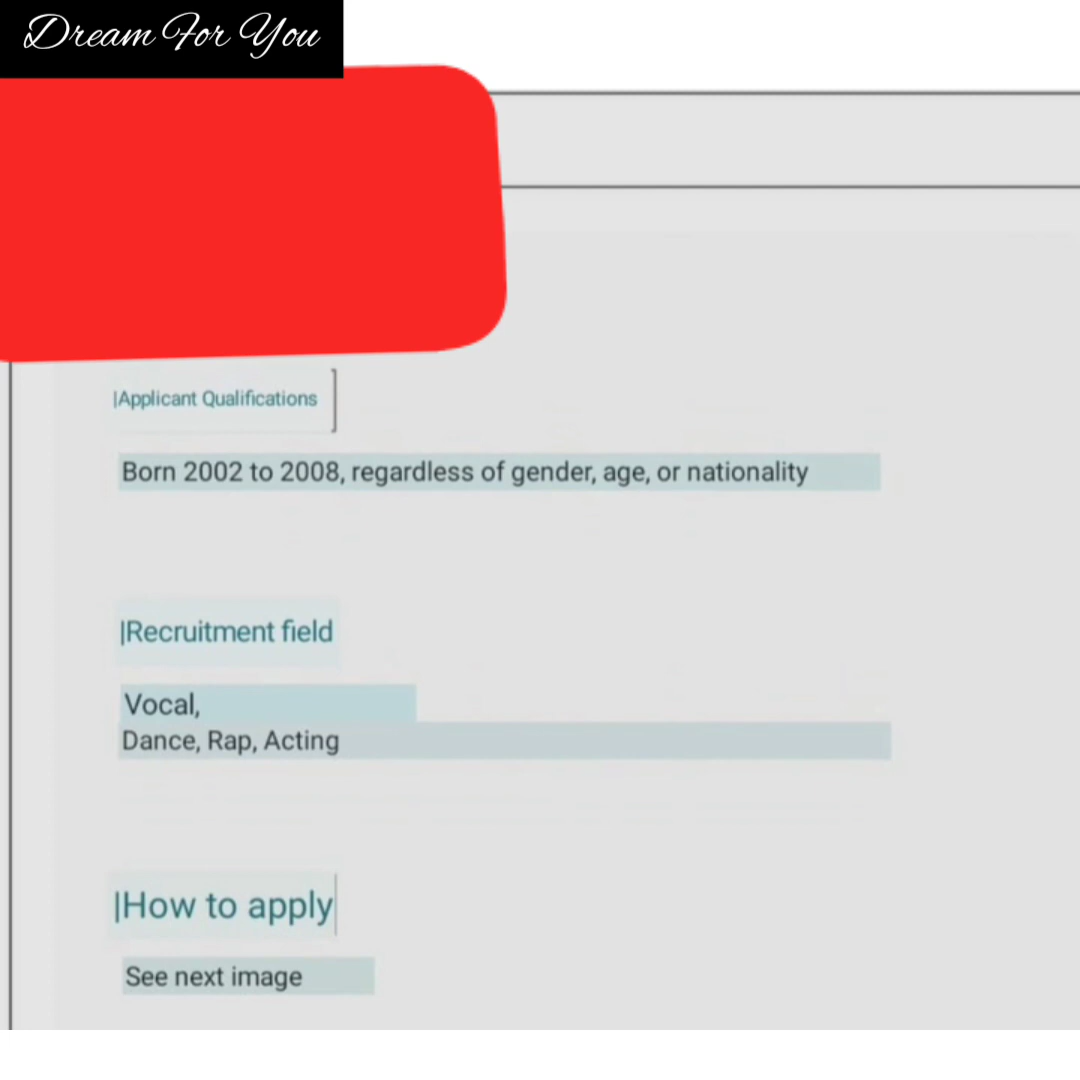 Dream For You
|Applicant Qualifications
Born 2002 to 2008, regardless of gender, age, or nationality
|Recruitment field
Vocal,
Dance, Rap, Acting
|How to apply
See next image